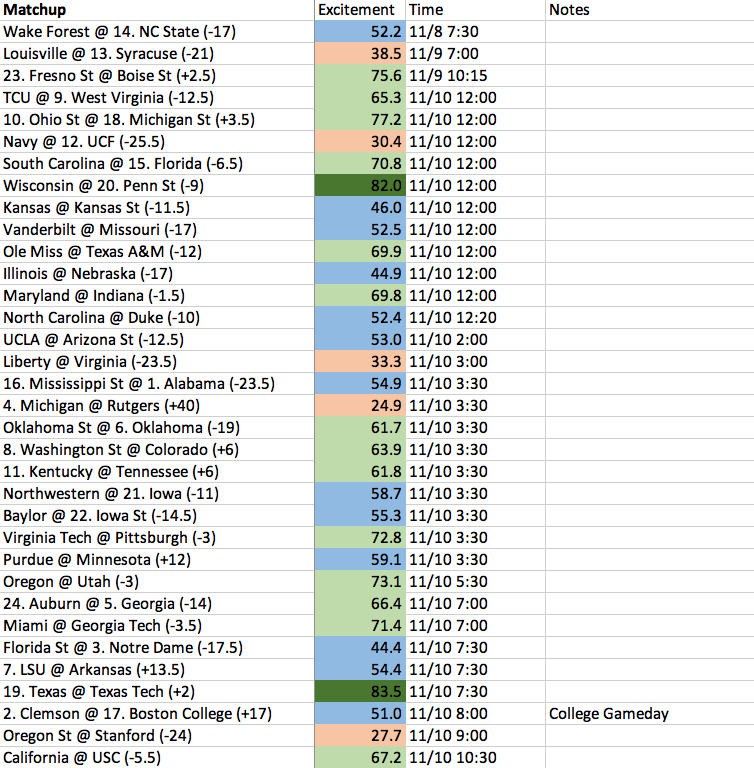 Matchup Excitement Time Notes
Wake Forest @ 14. NC State (-17) 52.2 11/8 7:30
Louisville @ 13. Syracuse (-21) 38.5 11/9 7:00
23. Fresno St @ Boise St (+2.5) 75.6 11/9 10:15
TCU @ 9. West Virginia (-12.5) 65.3 11/10 12:00
10. Ohio St @ 18. Michigan St (+3.5) 77.2 11/10 12:00
Navy @ 12. UCF (-25.5) 30.4 11/10 12:00
South Carolina @ 15. Florida (-6.5) 70.8 11/10 12:00
Wisconsin @ 20. Penn St (-9) 82.0 11/10 12:00
Kansas @ Kansas St (-11.5) 46.0 11/10 12:00
Vanderbilt @ Missouri (-17) 52.5 11/10 12:00
Ole Miss @ Texas A&M (-12) 69.9 11/10 12:00
Illinois @ Nebraska (-17) 44.9 11/10 12:00
Maryland @ Indiana (-1.5) 69.8 11/10 12:00
North Carolina @ Duke (-10) 52.4 11/10 12:20
UCLA @ Arizona St (-12.5) 53.0 11/10 2:00
Liberty @ Virginia (-23.5) 33.3 11/10 3:00
16. Mississippi St @ 1. Alabama (-23.5) 54.9 11/10 3:30
4. Michigan @ Rutgers (+40) 24.9 11/10 3:30
Oklahoma St @ 6. Oklahoma (-19) 61.7 11/10 3:30
8. Washington St @ Colorado (+6) 63.9 11/10 3:30
11. Kentucky @ Tennessee (+6) 61.8 11/10 3:30
Northwestern @ 21. Iowa (-11) 58.7 11/10 3:30
Baylor @ 22. Iowa St (-14.5) 55.3 11/10 3:30
Virginia Tech @ Pittsburgh (-3) 72.8 11/10 3:30
Purdue @ Minnesota (+12) 59.1 11/10 3:30
Oregon @ Utah (-3) 73.1 11/10 5:30
24. Auburn @ 5. Georgia (-14) 66.4 11/10 7:00
Miami @ Georgia Tech (-3.5) 71.4 11/10 7:00
Florida St @ 3. Notre Dame (-17.5) 44.4 11/10 7:30
7. LSU @ Arkansas (+13.5) 54.4 11/10 7:30
19. Texas @ Texas Tech (+2) 83.5 11/10 7:30
2. Clemson @ 17. Boston College (+17) 51.0 11/10 8:00 College Gameday
Oregon St @ Stanford (-24) 27.7 11/10 9:00
California @ USC (-5.5) 67.2 11/10 10:30